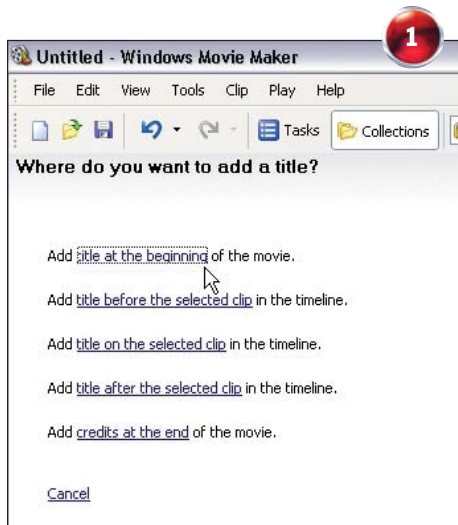 1
Untitled - Windows Movie Maker
File Edit View Tools Clip Play Help
Tasks Collections
Where do you want to add a title?
Add title at the beginning of the movie.
Add title before the selected clip in the timeline.
Add title on the selected clip in the timeline.
Add title after the selected clip in the timeline.
Add credits at the end of the movie.
Cancel